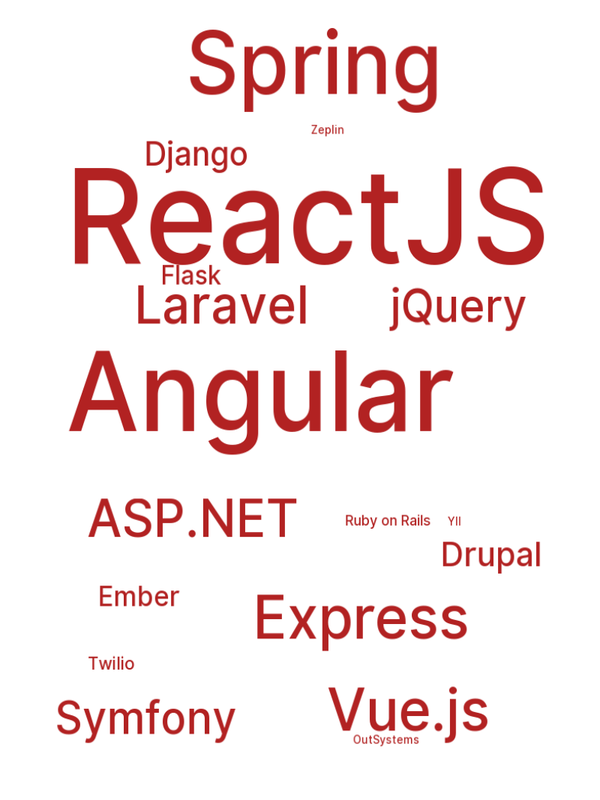 Spring
Zeplin
Django
ReactJS
Flask
Laravel
jQuery
Angular
ASP.NET
Ruby on Rails
YII
Drupal
Ember
Express
Twilio
Symfony
Vue.js
OutSystems